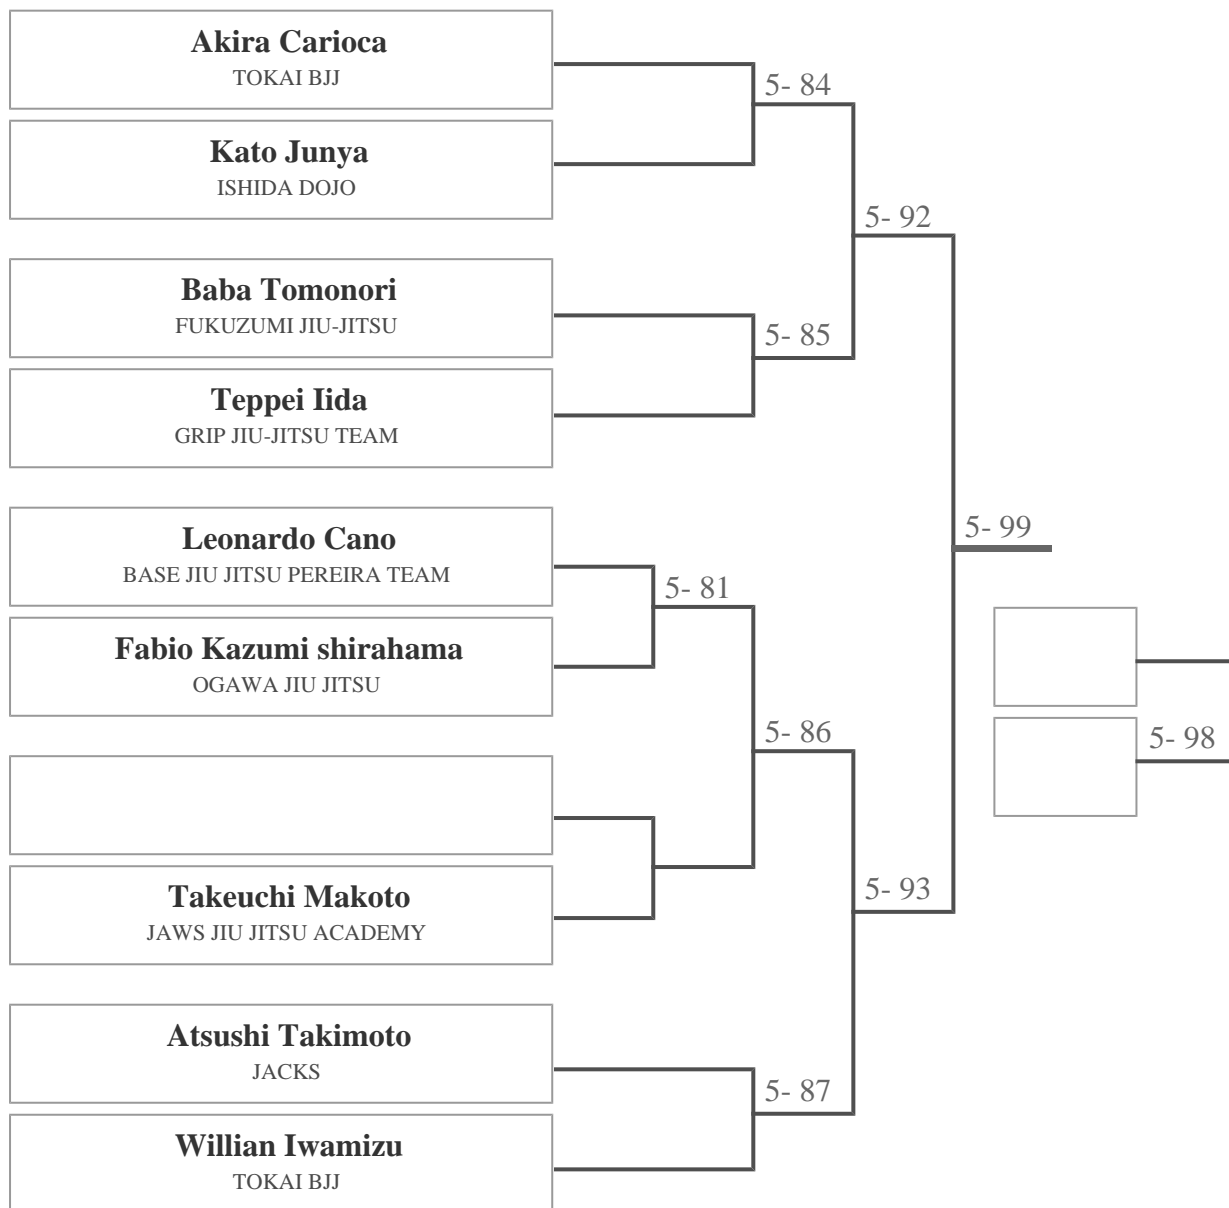 Akira Carioca
TOKAI BJJ
5- 84
Kato Junya
ISHIDA DOJO
5- 92
Baba Tomonori
FUKUZUMI JIU-JITSU
5- 85
Teppei Iida
GRIP JIU-JITSU TEAM
5- 99
Leonardo Cano
BASE JIU JITSU PEREIRA TEAM
5- 81
Fabio Kazumi shirahama
OGAWA JIU JITSU
5- 86
5- 98
Takeuchi Makoto
JAWS JIU JITSU ACADEMY
5- 93
Atsushi Takimoto
JACKS
5- 87
Willian Iwamizu
TOKAI BJJ